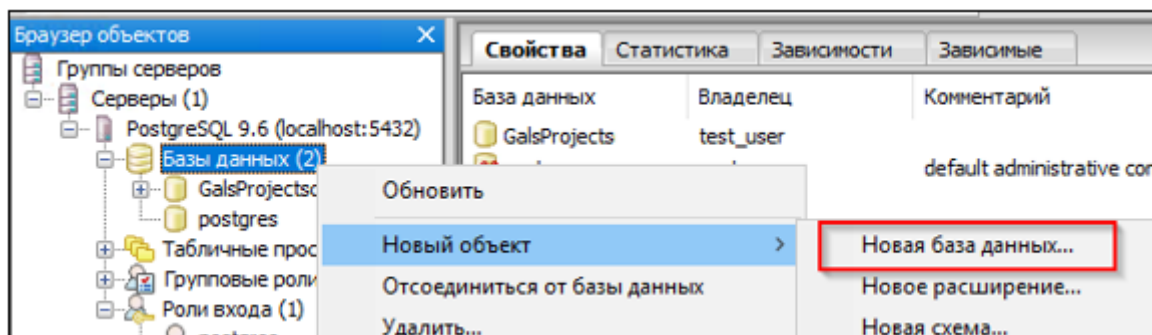 Браузер объектов
Группы серверов
Серверы (1)
PostgreSQL 9.6 (localhost:5432)
Базы данных (2)
GalsProjects
postgres
Табличные прос
Групповые роли
Роли входа (1)
Свойства Статистика Зависимости Зависимые
База данных Владелец Комментарий
GalsProjects test_user
default administrative con
Обновить
Новый объект >
Отсоединиться от базы данных
Удалить...
Новая база данных...
Новое расширение...
Новая схема...